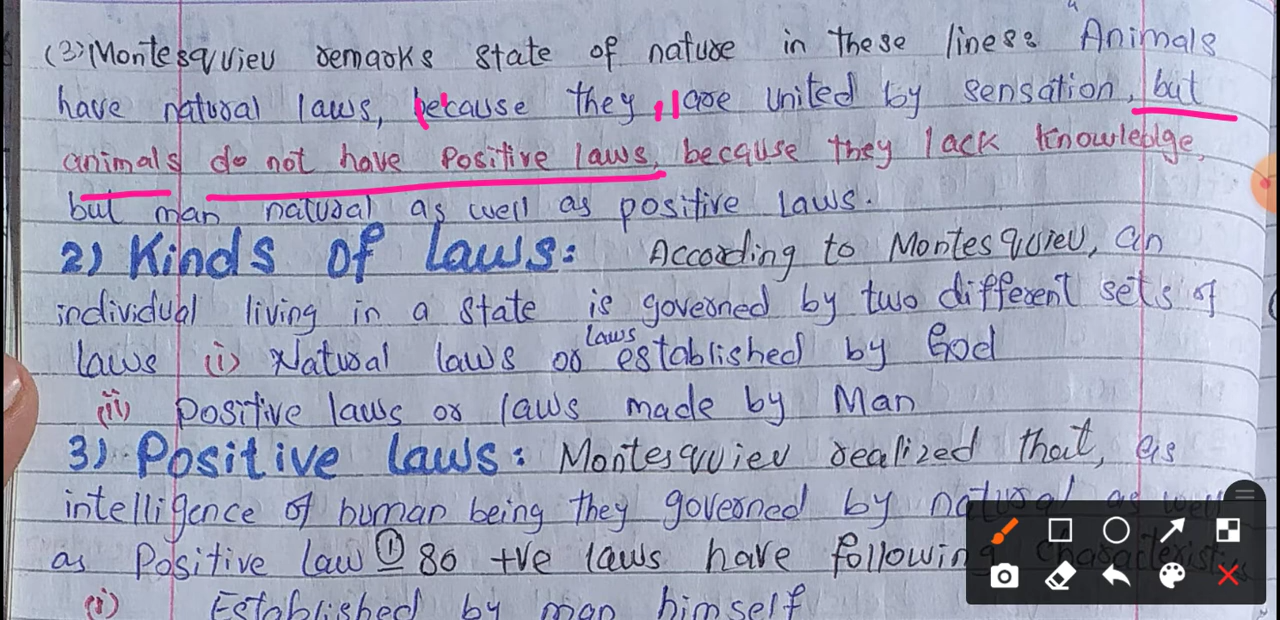 (3) Montesquieu remarks state of nature in these lines: Animals
have natural laws, because they are united by sensation, but
animals do not have positive laws, because they lack knowledge,
but man natural as well as positive laws.
2) Kinds of laws: According to Montesquieu, an
individual living in a state is governed by two different sets of
laws (i) Natural laws or laws established by God
(ii) positive laws or laws made by Man
3) Positive laws: Montesquieu realized that, as
intelligence of human being they governed by natural as well
as Positive law ① so +ve laws have following
(i) Established by man himself